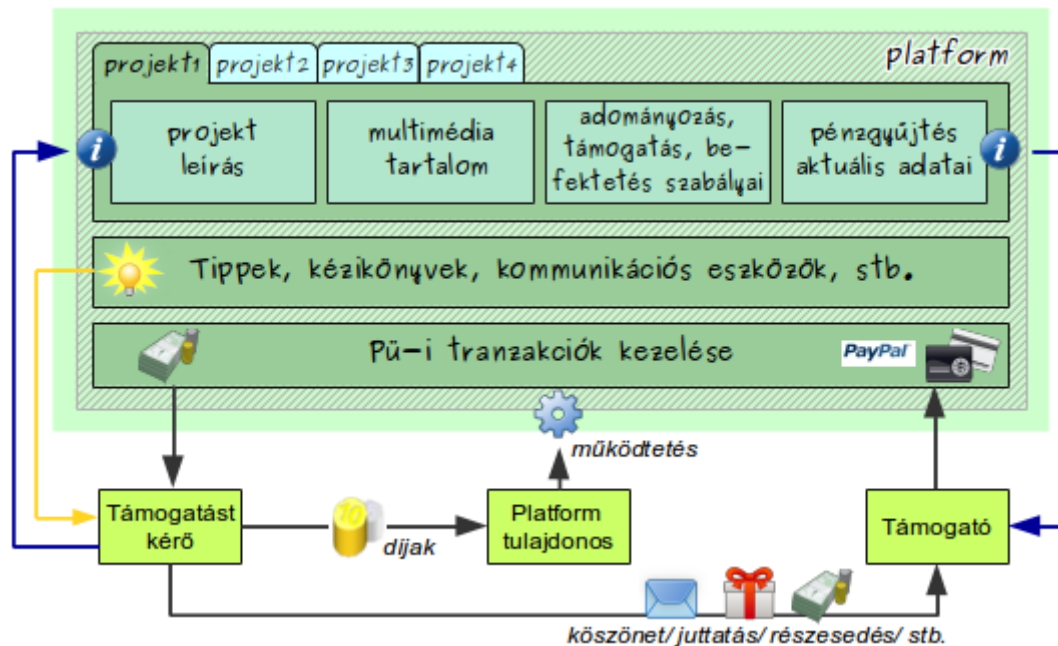 platform
projekt1 projekt2 projekt3 projekt4
projekt
leírás
multimédia
tartalom
adományozás,
támogatás, be-
fektetés szabályai
pénzgyűjtés
aktuális adatai
Tippek, kézikönyvek, kommunikációs eszközök, stb.
Pü-i tranzakciók kezelése
PayPal
működtetés
Támogatást
kérő
díjak
Platform
tulajdonos
Támogató
köszönet/ juttatás/ részesedés/ stb.